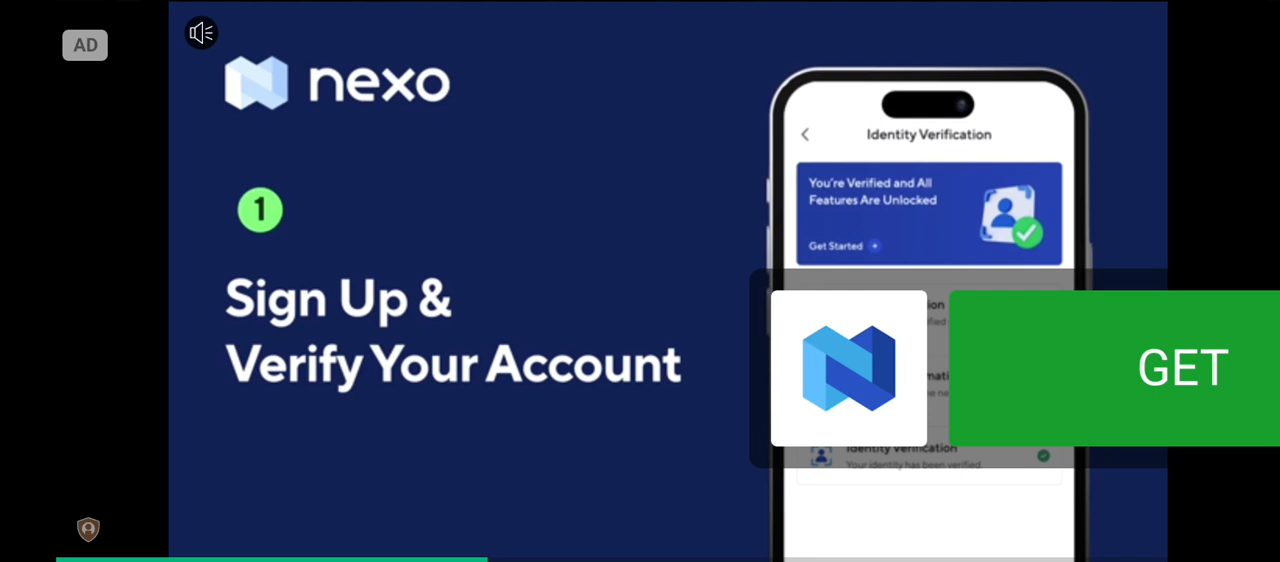 AD
nexo
1
Sign Up &
Verify Your Account
Identity Verification
You're Verified and All
Features Are Unlocked
Get Started
GET
Identity Verification
Your identity has been verified.